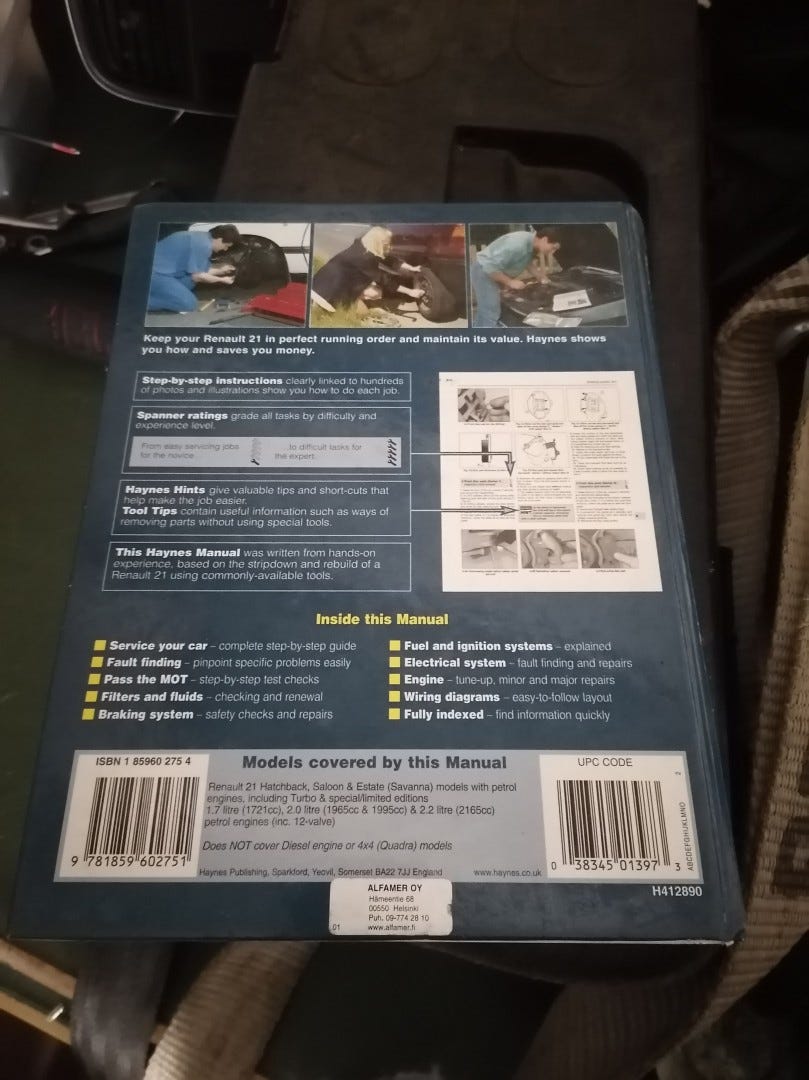 Keep your Renault 21 in perfect running order and maintain its value. Haynes shows
you how and saves you money.
Step-by-step instructions clearly linked to hundreds
of photos and illustrations show you how to do each job.
Spanner ratings grade all tasks by difficulty and
experience level.
From easy servicing jobs
for the novice...
...to difficult tasks for
the expert.
Haynes Hints give valuable tips and short-cuts that
help make the job easier.
Tool Tips contain useful information such as ways of
removing parts without using special tools.
This Haynes Manual was written from hands-on
experience, based on the stripdown and rebuild of a
Renault 21 using commonly-available tools.
Inside this Manual
Service your car – complete step-by-step guide
Fault finding – pinpoint specific problems easily
Pass the MOT – step-by-step test checks
Filters and fluids – checking and renewal
Braking system – safety checks and repairs
Fuel and ignition systems – explained
Electrical system – fault finding and repairs
Engine – tune-up, minor and major repairs
Wiring diagrams – easy-to-follow layout
Fully indexed – find information quickly
ISBN 1 85960 275 4
9 781859 602751
Models covered by this Manual
Renault 21 Hatchback, Saloon & Estate (Savanna) models with petrol
engines, including Turbo & special/limited editions
1.7 litre (1721cc), 2.0 litre (1965cc & 1995cc) & 2.2 litre (2165cc)
petrol engines (inc. 12-valve)
Does NOT cover Diesel engine or 4x4 (Quadra) models
Haynes Publishing, Sparkford, Yeovil, Somerset BA22 7JJ England
www.haynes.co.uk
UPC CODE
0 38345 01397 3
2
ABCDEFGHIJKLMNO
H412890
ALFAMER OY
Hämeentie 68
00550 Helsinki
Puh. 09-774 28 10
01 www.alfamer.fi